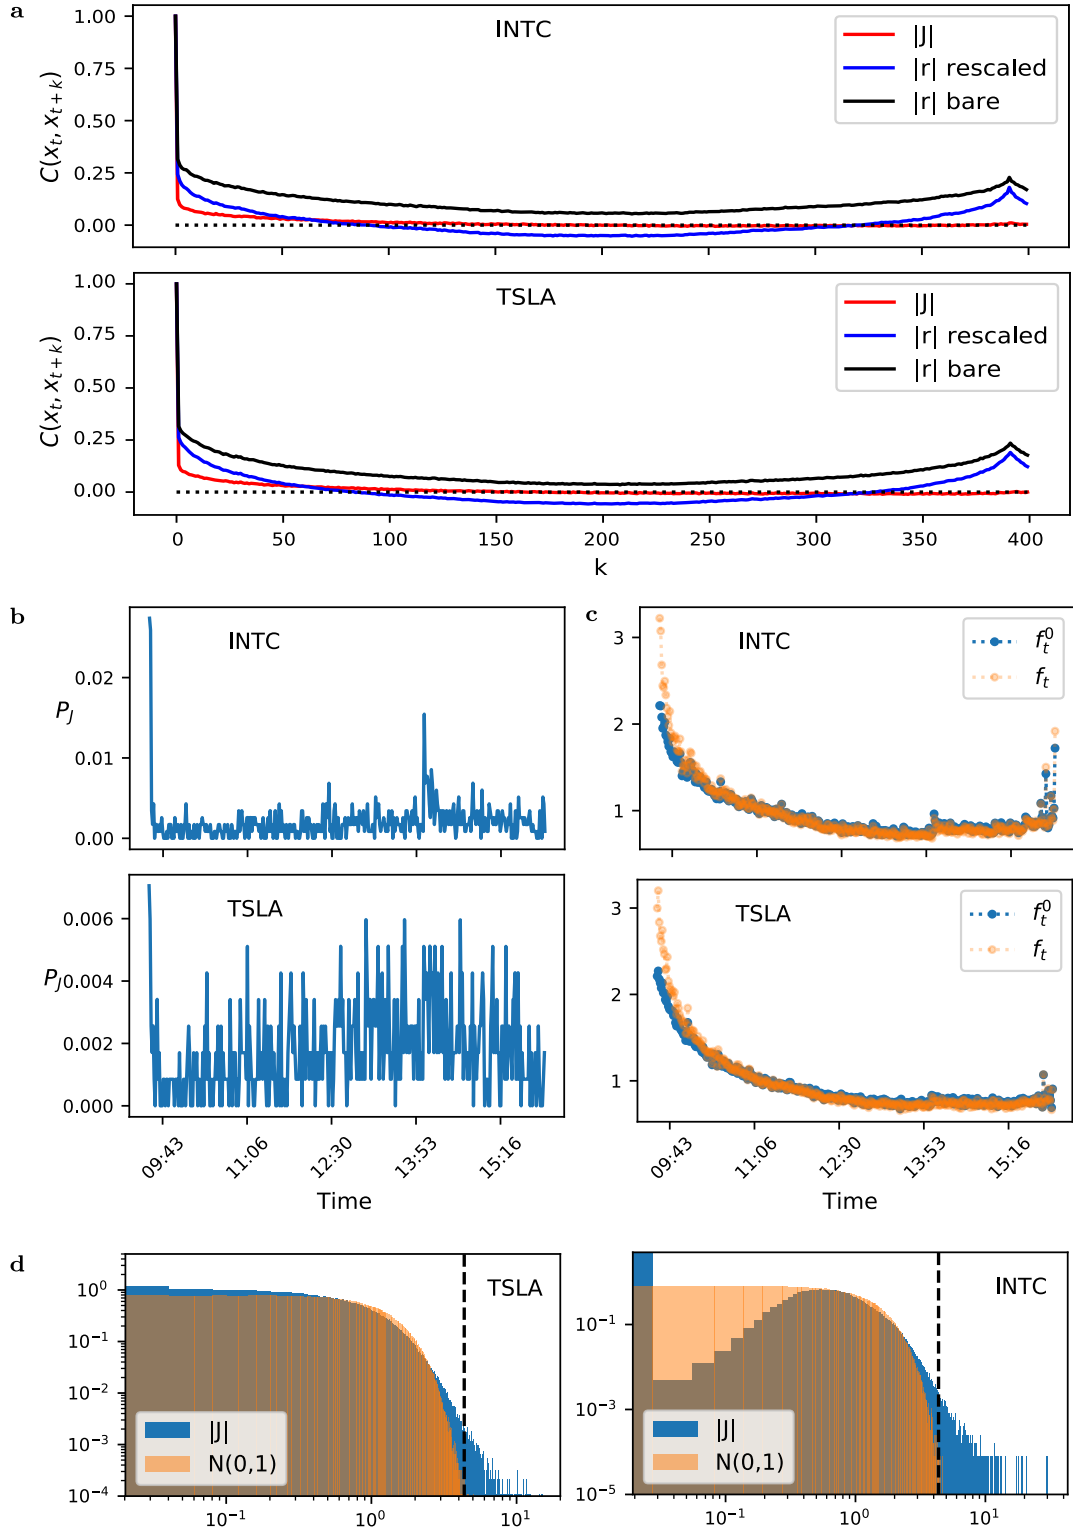 a
INTC
1.00
0.75
0.50
0.25
0.00
C(x_t, x_{t+k})
|J|
|r| rescaled
|r| bare
TSLA
1.00
0.75
0.50
0.25
0.00
C(x_t, x_{t+k})
|J|
|r| rescaled
|r| bare
0 50 100 150 200 250 300 350 400
k
b
INTC
0.02
0.01
0.00
P_J
TSLA
0.006
0.004
0.002
0.000
P_J
09:43 11:06 12:30 13:53 15:16
Time
c
INTC
3
2
1
f_t^0
f_t
TSLA
3
2
1
f_t^0
f_t
09:43 11:06 12:30 13:53 15:16
Time
d
TSLA
10^0
10^{-1}
10^{-2}
10^{-3}
10^{-4}
|J|
N(0,1)
10^{-1} 10^0 10^1
INTC
10^{-1}
10^{-3}
10^{-5}
|J|
N(0,1)
10^{-1} 10^0 10^1